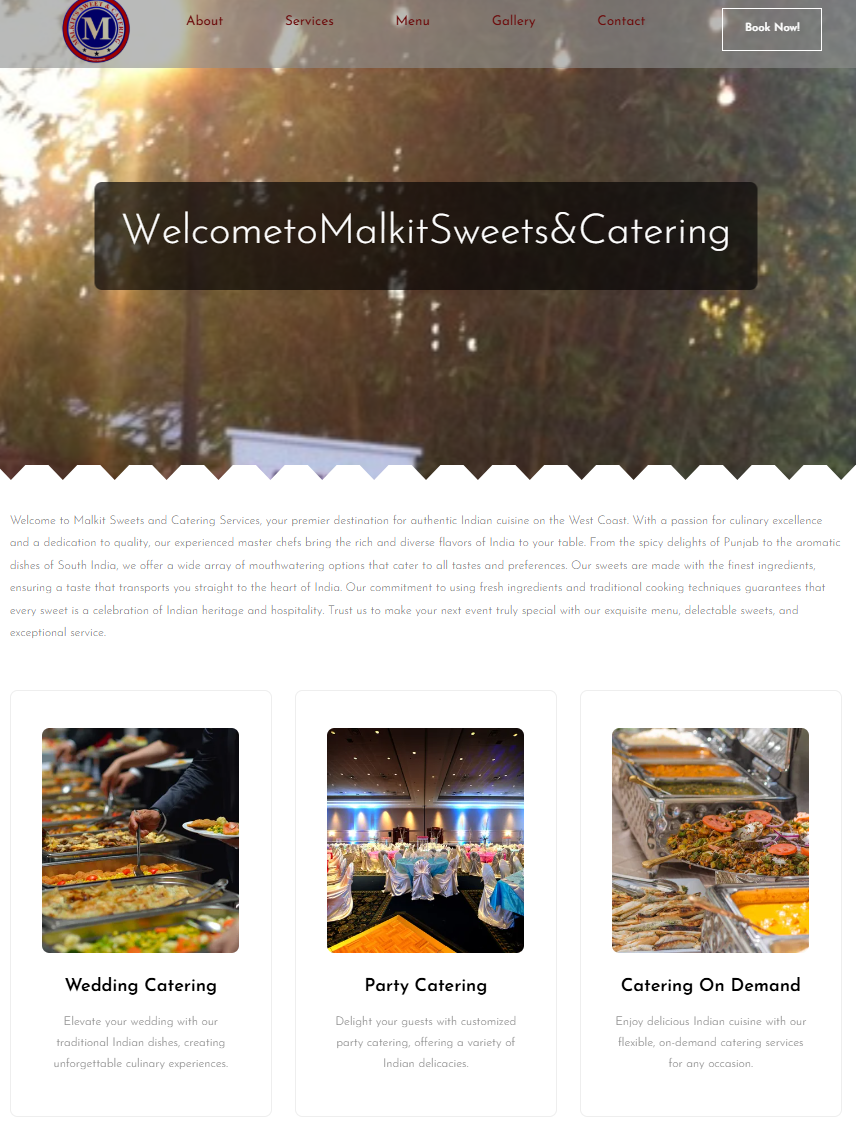 About Services Menu Gallery Contact Book Now!
M
WelcometoMalkitSweets&Catering
Welcome to Malkit Sweets and Catering Services, your premier destination for authentic Indian cuisine on the West Coast. With a passion for culinary excellence
and a dedication to quality, our experienced master chefs bring the rich and diverse flavors of India to your table. From the spicy delights of Punjab to the aromatic
dishes of South India, we offer a wide array of mouthwatering options that cater to all tastes and preferences. Our sweets are made with the finest ingredients,
ensuring a taste that transports you straight to the heart of India. Our commitment to using fresh ingredients and traditional cooking techniques guarantees that
every sweet is a celebration of Indian heritage and hospitality. Trust us to make your next event truly special with our exquisite menu, delectable sweets, and
exceptional service.
Wedding Catering
Elevate your wedding with our
traditional Indian dishes, creating
unforgettable culinary experiences.
Party Catering
Delight your guests with customized
party catering, offering a variety of
Indian delicacies.
Catering On Demand
Enjoy delicious Indian cuisine with our
flexible, on-demand catering services
for any occasion.